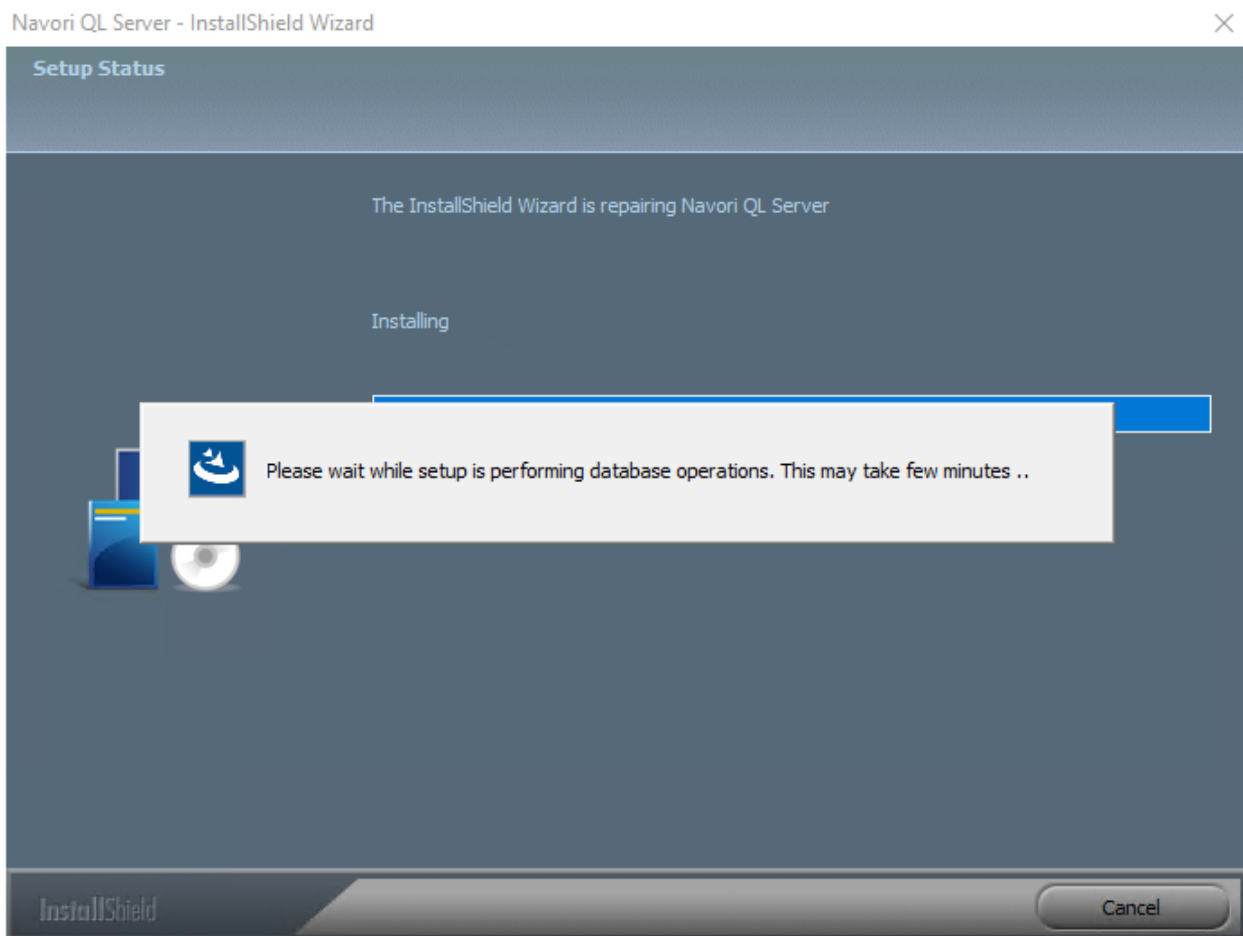 Navori QL Server - InstallShield Wizard
Setup Status
The InstallShield Wizard is repairing Navori QL Server
Installing
Please wait while setup is performing database operations. This may take few minutes ..
InstallShield
Cancel